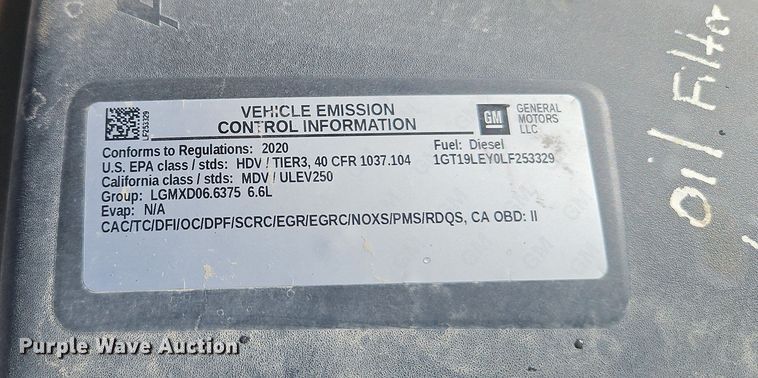 LF253329
VEHICLE EMISSION
CONTROL INFORMATION
GM
GENERAL
MOTORS
LLC
Conforms to Regulations: 2020
Fuel: Diesel
U.S. EPA class / stds: HDV / TIER3, 40 CFR 1037.104
1GT19LEY0LF253329
California class / stds: MDV / ULEV250
Group: LGMXD06.6375 6.6L
Evap: N/A
CAC/TC/DFI/OC/DPF/SCRC/EGR/EGRC/NOXS/PMS/RDQS, CA OBD: II
Oil Filter
Purple Wave Auction